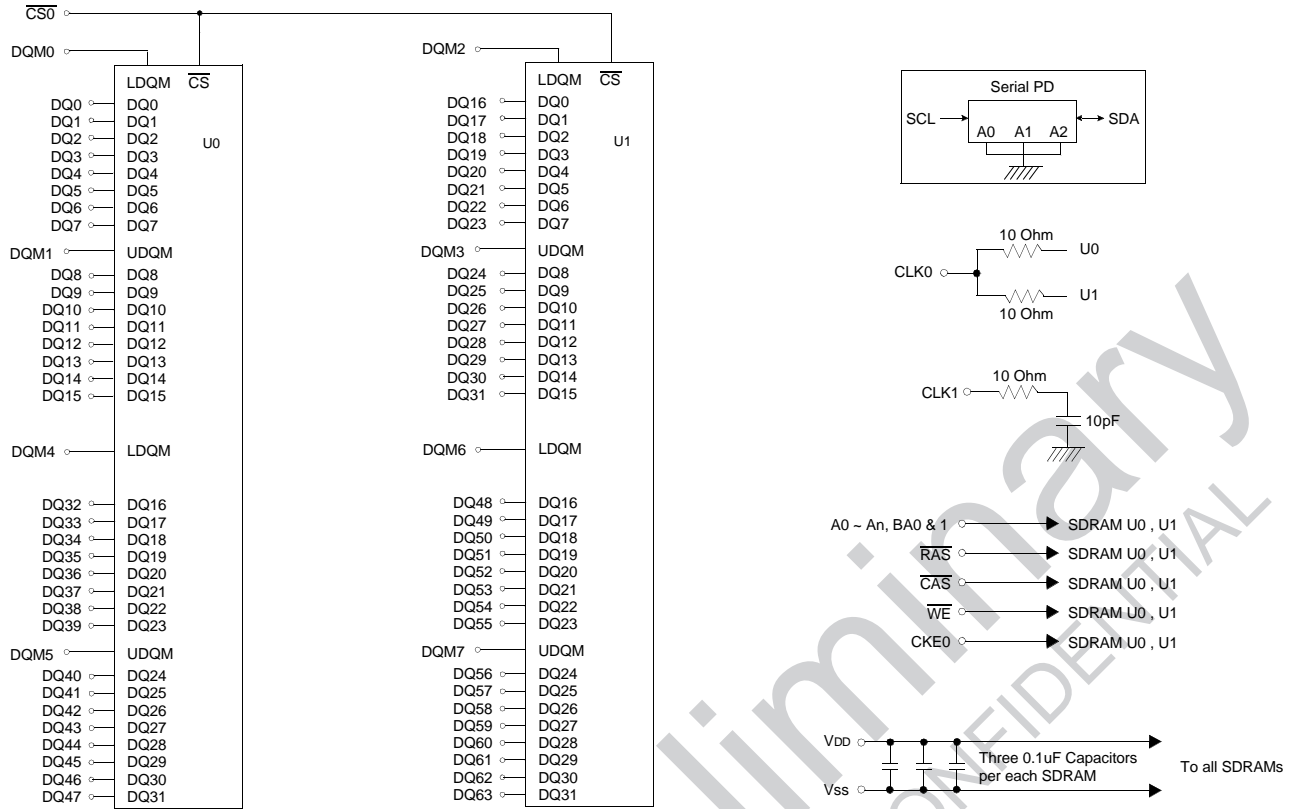 CS0
DQM0
LDQM CS
DQ0 DQ0
DQ1 DQ1
DQ2 DQ2
U0
DQ3 DQ3
DQ4 DQ4
DQ5 DQ5
DQ6 DQ6
DQ7 DQ7
DQM1 UDQM
DQ8 DQ8
DQ9 DQ9
DQ10 DQ10
DQ11 DQ11
DQ12 DQ12
DQ13 DQ13
DQ14 DQ14
DQ15 DQ15
DQM4 LDQM
DQ32 DQ16
DQ33 DQ17
DQ34 DQ18
DQ35 DQ19
DQ36 DQ20
DQ37 DQ21
DQ38 DQ22
DQ39 DQ23
DQM5 UDQM
DQ40 DQ24
DQ41 DQ25
DQ42 DQ26
DQ43 DQ27
DQ44 DQ28
DQ45 DQ29
DQ46 DQ30
DQ47 DQ31
DQM2
LDQM CS
DQ16 DQ0
DQ17 DQ1
DQ18 DQ2
U1
DQ19 DQ3
DQ20 DQ4
DQ21 DQ5
DQ22 DQ6
DQ23 DQ7
DQM3 UDQM
DQ24 DQ8
DQ25 DQ9
DQ26 DQ10
DQ27 DQ11
DQ28 DQ12
DQ29 DQ13
DQ30 DQ14
DQ31 DQ15
DQM6 LDQM
DQ48 DQ16
DQ49 DQ17
DQ50 DQ18
DQ51 DQ19
DQ52 DQ20
DQ53 DQ21
DQ54 DQ22
DQ55 DQ23
DQM7 UDQM
DQ56 DQ24
DQ57 DQ25
DQ58 DQ26
DQ59 DQ27
DQ60 DQ28
DQ61 DQ29
DQ62 DQ30
DQ63 DQ31
Serial PD
SCL SDA
A0 A1 A2
10 Ohm
U0
CLK0
U1
10 Ohm
10 Ohm
CLK1
10pF
A0 ~ An, BA0 & 1 SDRAM U0 , U1
RAS SDRAM U0 , U1
CAS SDRAM U0 , U1
WE SDRAM U0 , U1
CKE0 SDRAM U0 , U1
VDD
Three 0.1uF Capacitors
per each SDRAM
To all SDRAMs
Vss
liminary
ONFIDENTIAL